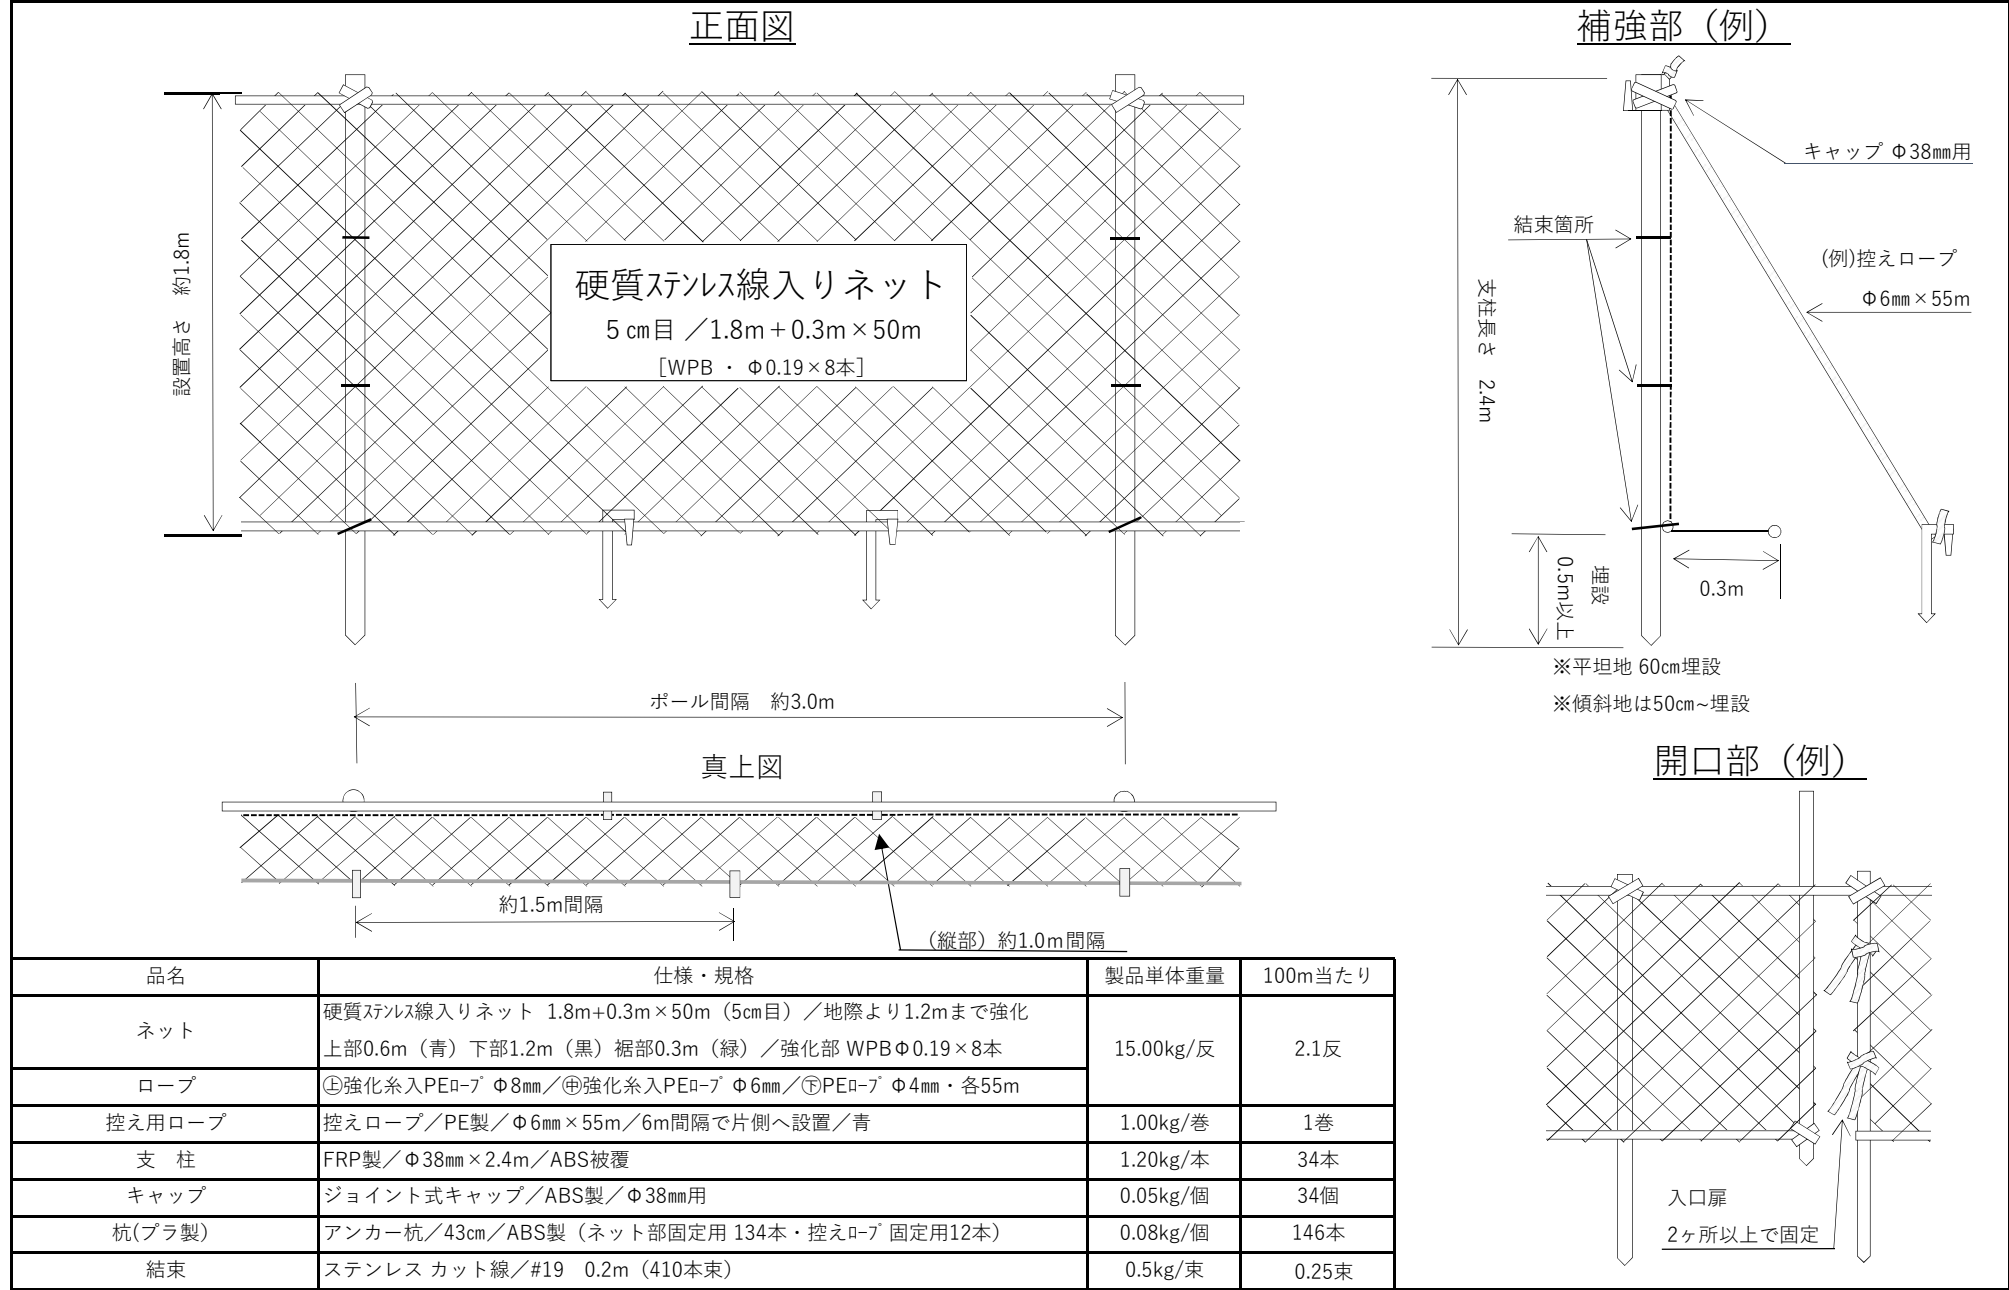 正面図
設置高さ　約1.8m
硬質ｽﾃﾝﾚｽ線入りネット
5㎝目 ／1.8m＋0.3m×50m
［WPB ・ Φ0.19×8本］
ポール間隔　約3.0m
真上図
約1.5m間隔
（縦部）約1.0m間隔
補強部（例）
キャップ Φ38㎜用
結束箇所
(例)控えロープ
Φ6㎜×55m
支柱長さ　2.4m
埋設
0.5m以上
0.3m
※平坦地 60㎝埋設
※傾斜地は50㎝~埋設
開口部（例）
入口扉
2ヶ所以上で固定
品名 仕様・規格 製品単体重量 100m当たり
ネット
硬質ｽﾃﾝﾚｽ線入りネット 1.8m+0.3m×50m（5㎝目）／地際より1.2mまで強化
上部0.6m（青）下部1.2m（黒）裾部0.3m（緑）／強化部 WPBΦ0.19×8本
15.00kg/反 2.1反
ロープ ㊤強化糸入PEﾛｰﾌﾟ Φ8㎜／㊥強化糸入PEﾛｰﾌﾟ Φ6㎜／㊦PEﾛｰﾌﾟ Φ4㎜・各55m
控え用ロープ 控えロープ／PE製／Φ6㎜×55m／6m間隔で片側へ設置／青 1.00kg/巻 1巻
支　柱 FRP製／Φ38㎜×2.4m／ABS被覆 1.20kg/本 34本
キャップ ジョイント式キャップ／ABS製／Φ38㎜用 0.05kg/個 34個
杭(プラ製) アンカー杭／43㎝／ABS製（ネット部固定用 134本・控えﾛｰﾌﾟ 固定用12本） 0.08kg/個 146本
結束 ステンレス カット線／#19　0.2m（410本束） 0.5kg/束 0.25束